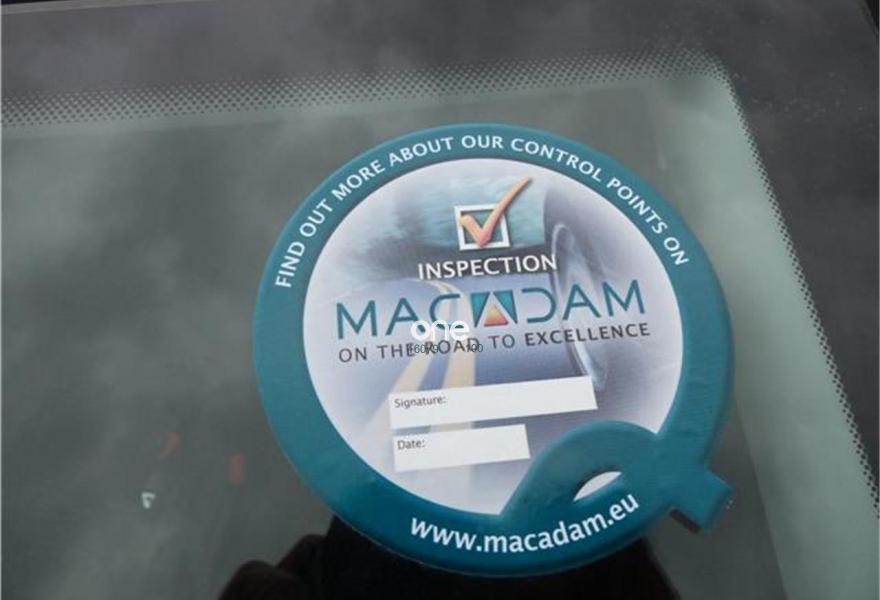 FIND OUT MORE ABOUT OUR CONTROL POINTS ON
INSPECTION
MACADAM
one
ON THE ROAD TO EXCELLENCE
Signature:
Date:
www.macadam.eu